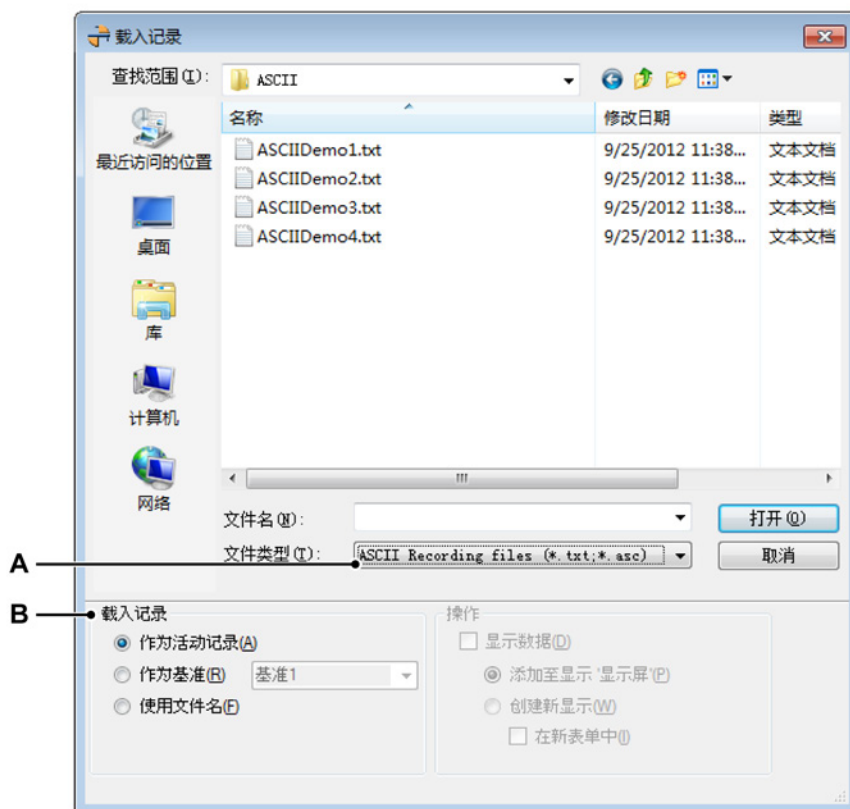 载入记录
查找范围(I):
ASCII
名称
修改日期
类型
ASCIIDemo1.txt
9/25/2012 11:38...
文本文档
ASCIIDemo2.txt
9/25/2012 11:38...
文本文档
ASCIIDemo3.txt
9/25/2012 11:38...
文本文档
ASCIIDemo4.txt
9/25/2012 11:38...
文本文档
最近访问的位置
桌面
库
计算机
网络
文件名(N):
打开(O)
A
文件类型(T):
ASCII Recording files (*.txt;*.asc)
取消
B
载入记录
作为活动记录(A)
作为基准(R)
基准1
使用文件名(F)
操作
显示数据(D)
添加至显示 '显示屏'(P)
创建新显示(W)
在新表单中(I)